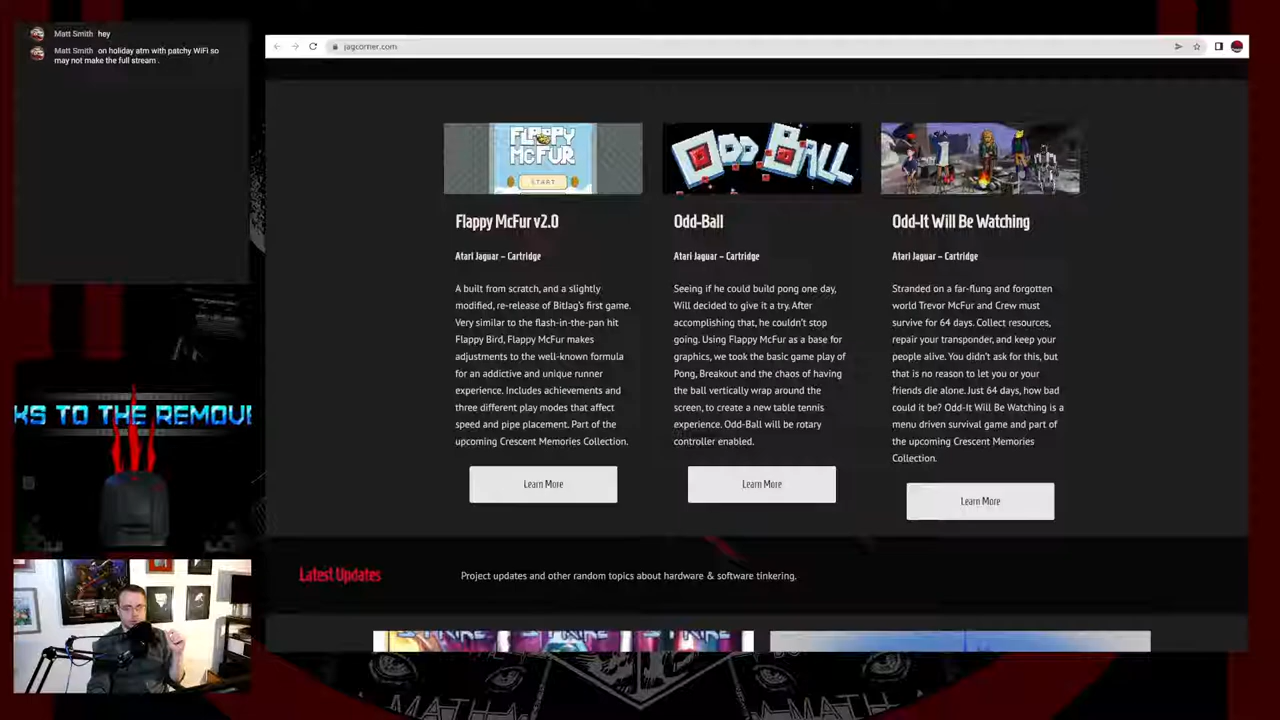 Matt Smith hey
Matt Smith on holiday atm with patchy WiFi so
may not make the full stream .
jagcorner.com
FLAPPY
MCFUR
START
ODD BALL
Flappy McFur v2.0
Atari Jaguar – Cartridge
A built from scratch, and a slightly
modified, re-release of BitJag's first game.
Very similar to the flash-in-the-pan hit
Flappy Bird, Flappy McFur makes
adjustments to the well-known formula
for an addictive and unique runner
experience. Includes achievements and
three different play modes that affect
speed and pipe placement. Part of the
upcoming Crescent Memories Collection.
Learn More
Odd-Ball
Atari Jaguar – Cartridge
Seeing if he could build pong one day,
Will decided to give it a try. After
accomplishing that, he couldn't stop
going. Using Flappy McFur as a base for
graphics, we took the basic game play of
Pong, Breakout and the chaos of having
the ball vertically wrap around the
screen, to create a new table tennis
experience. Odd-Ball will be rotary
controller enabled.
Learn More
Odd-It Will Be Watching
Atari Jaguar – Cartridge
Stranded on a far-flung and forgotten
world Trevor McFur and Crew must
survive for 64 days. Collect resources,
repair your transponder, and keep your
people alive. You didn't ask for this, but
that is no reason to let you or your
friends die alone. Just 64 days, how bad
could it be? Odd-It Will Be Watching is a
menu driven survival game and part of
the upcoming Crescent Memories
Collection.
Learn More
KS TO THE REMOVE
Latest Updates
Project updates and other random topics about hardware & software tinkering.